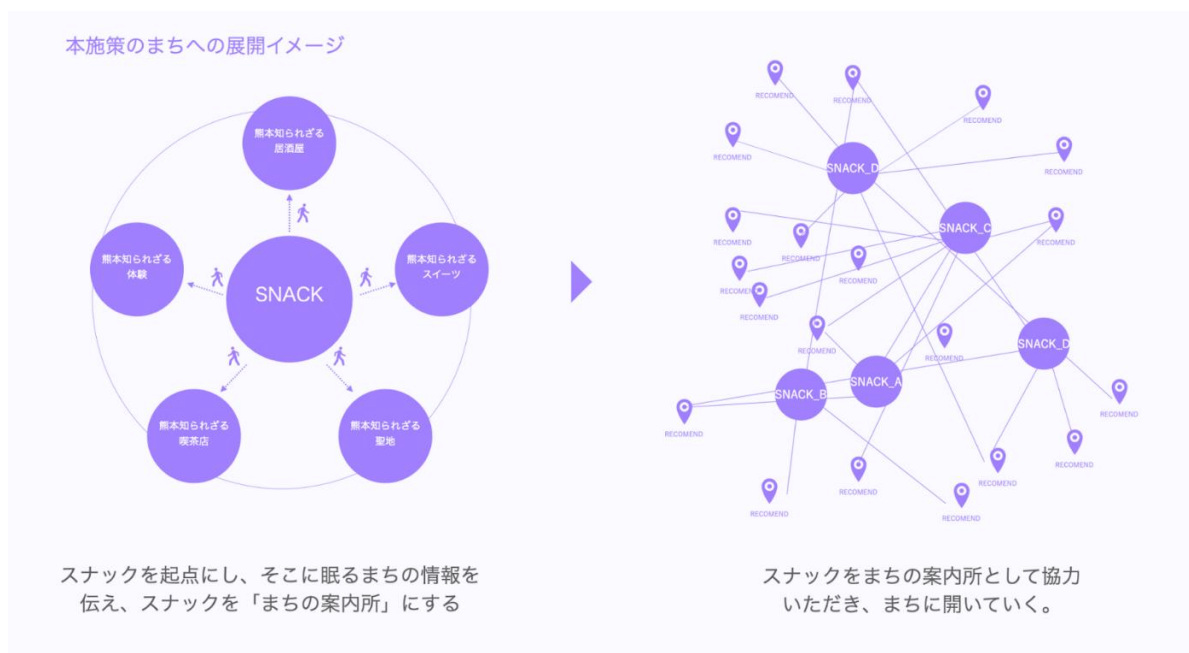 本施策のまちへの展開イメージ
熊本知られざる
居酒屋
熊本知られざる
体験
熊本知られざる
スイーツ
SNACK
熊本知られざる
喫茶店
熊本知られざる
聖地
スナックを起点にし、そこに眠るまちの情報を
伝え、スナックを「まちの案内所」にする
RECOMEND
RECOMEND
RECOMEND
RECOMEND
RECOMEND
SNACK_D
RECOMEND
RECOMEND
SNACK_C
RECOMEND
RECOMEND
RECOMEND
RECOMEND
RECOMEND
RECOMEND
SNACK_D
SNACK_A
SNACK_B
RECOMEND
RECOMEND
RECOMEND
RECOMEND
RECOMEND
RECOMEND
RECOMEND
スナックをまちの案内所として協力
いただき、まちに開いていく。